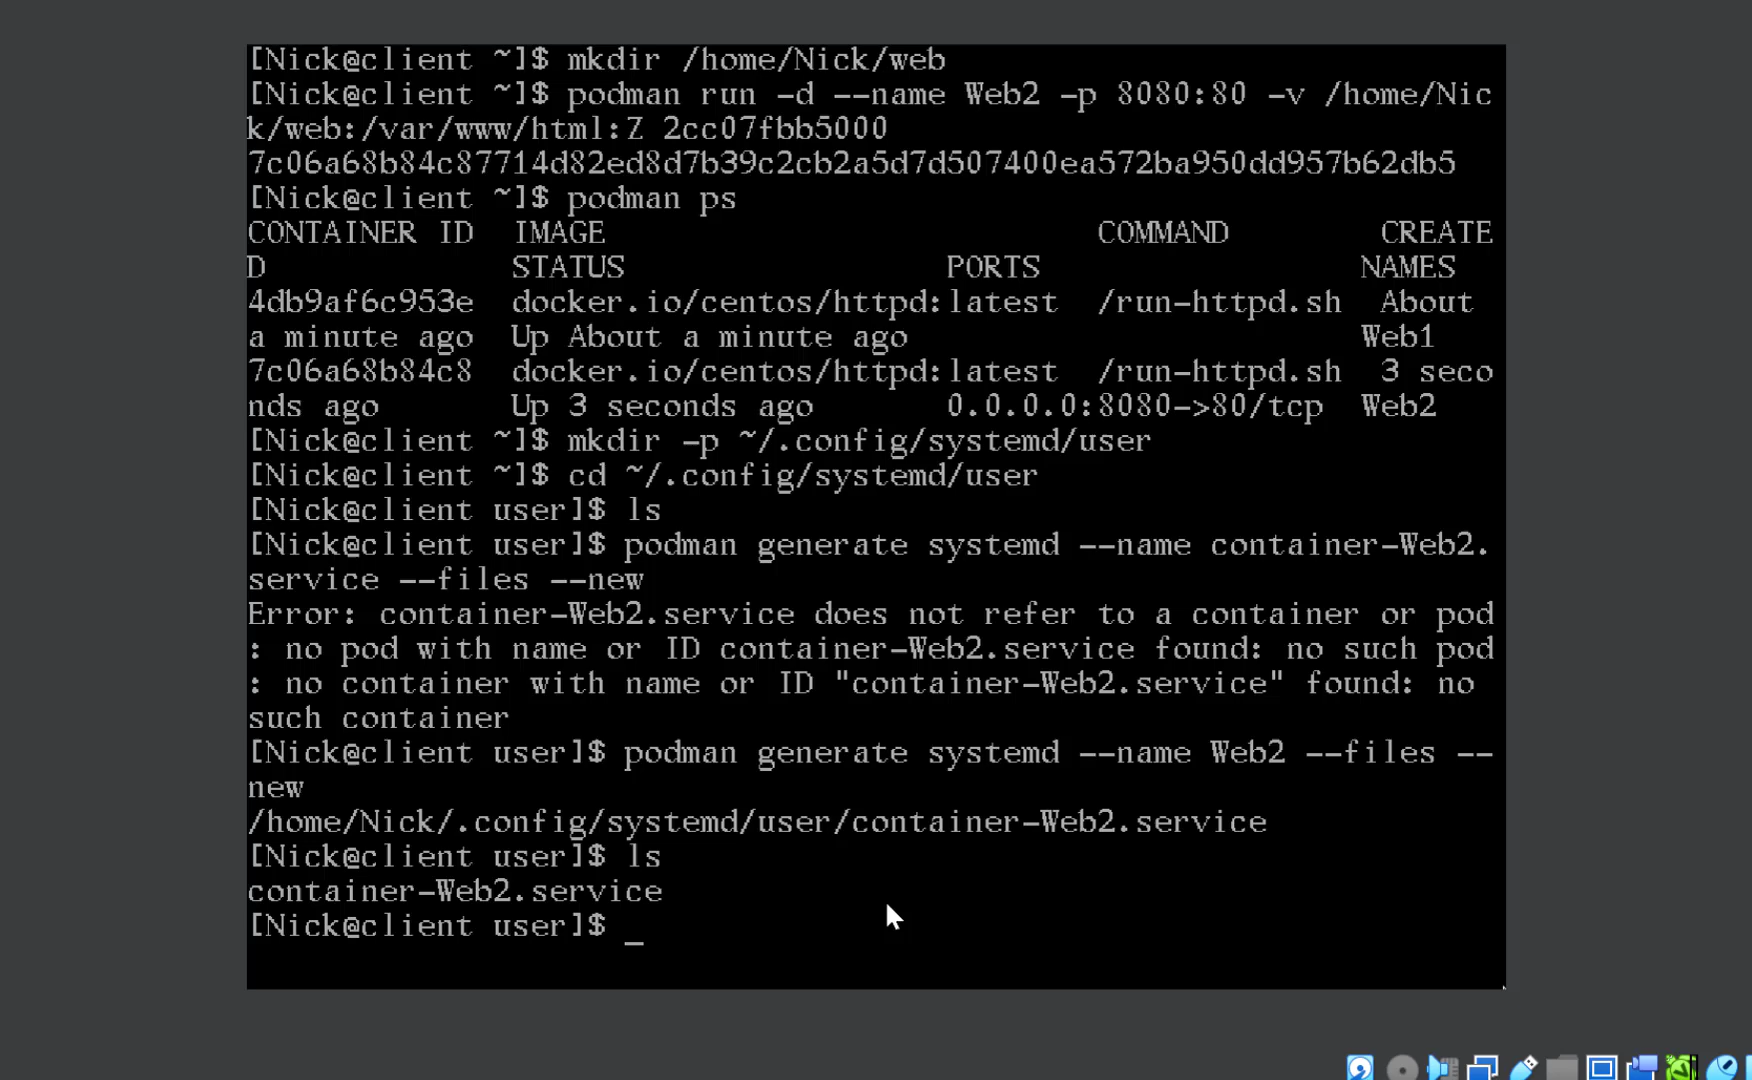 [Nick@client ~]$ mkdir /home/Nick/web
[Nick@client ~]$ podman run -d --name Web2 -p 8080:80 -v /home/Nic
k/web:/var/www/html:Z 2cc07fbb5000
7c06a68b84c87714d82ed8d7b39c2cb2a5d7d507400ea572ba950dd957b62db5
[Nick@client ~]$ podman ps
CONTAINER ID  IMAGE                          COMMAND        CREATE
D             STATUS                 PORTS                 NAMES
4db9af6c953e  docker.io/centos/httpd:latest  /run-httpd.sh  About
a minute ago  Up About a minute ago                        Web1
7c06a68b84c8  docker.io/centos/httpd:latest  /run-httpd.sh  3 seco
nds ago       Up 3 seconds ago       0.0.0.0:8080->80/tcp  Web2
[Nick@client ~]$ mkdir -p ~/.config/systemd/user
[Nick@client ~]$ cd ~/.config/systemd/user
[Nick@client user]$ ls
[Nick@client user]$ podman generate systemd --name container-Web2.
service --files --new
Error: container-Web2.service does not refer to a container or pod
: no pod with name or ID container-Web2.service found: no such pod
: no container with name or ID "container-Web2.service" found: no
such container
[Nick@client user]$ podman generate systemd --name Web2 --files --
new
/home/Nick/.config/systemd/user/container-Web2.service
[Nick@client user]$ ls
container-Web2.service
[Nick@client user]$ _